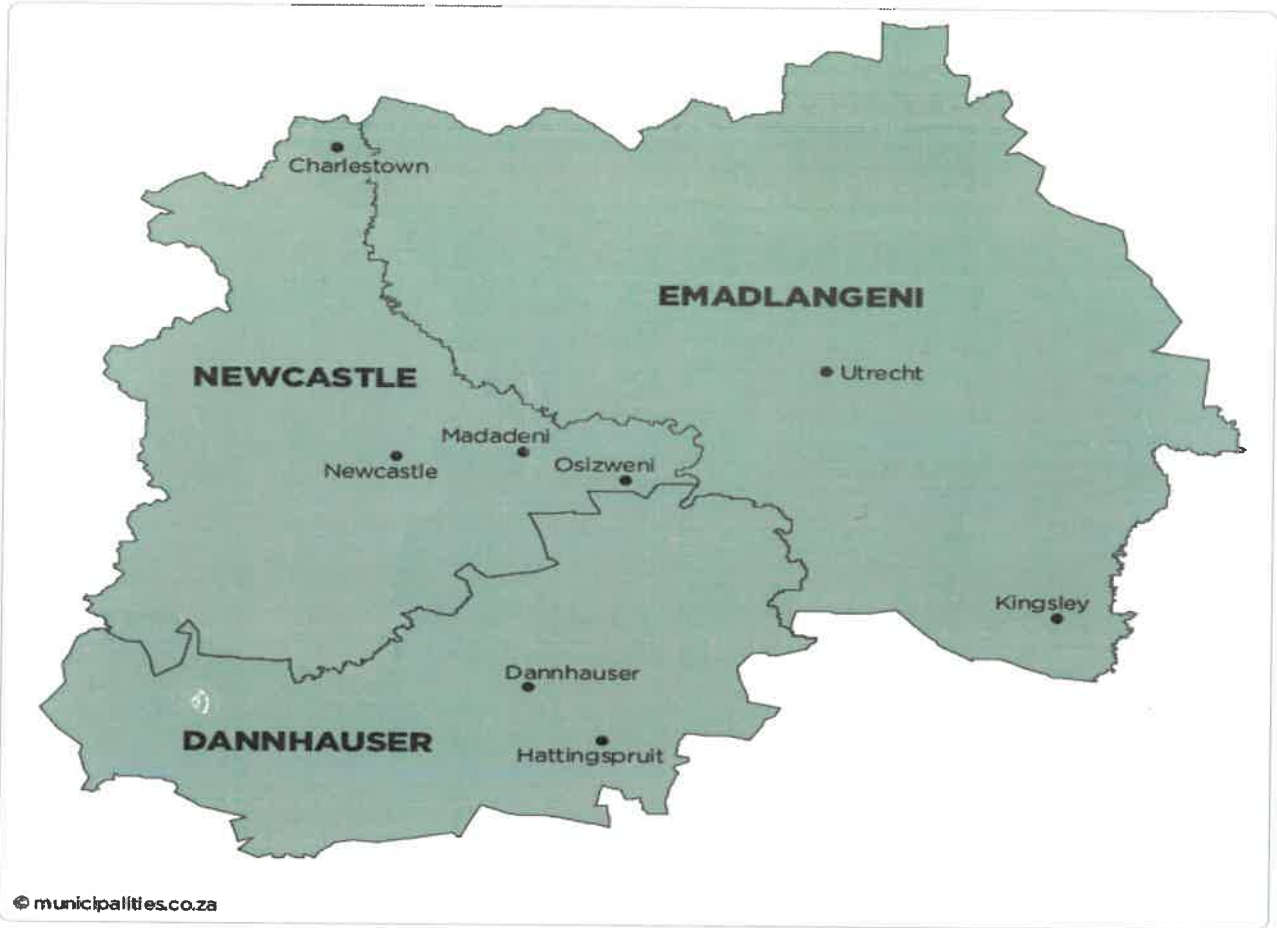 Charlestown
EMADLANGENI
NEWCASTLE
Utrecht
Madadeni
Newcastle
Osizweni
Kingsley
Dannhauser
DANNHAUSER
Hattingspruit
© municipalities.co.za